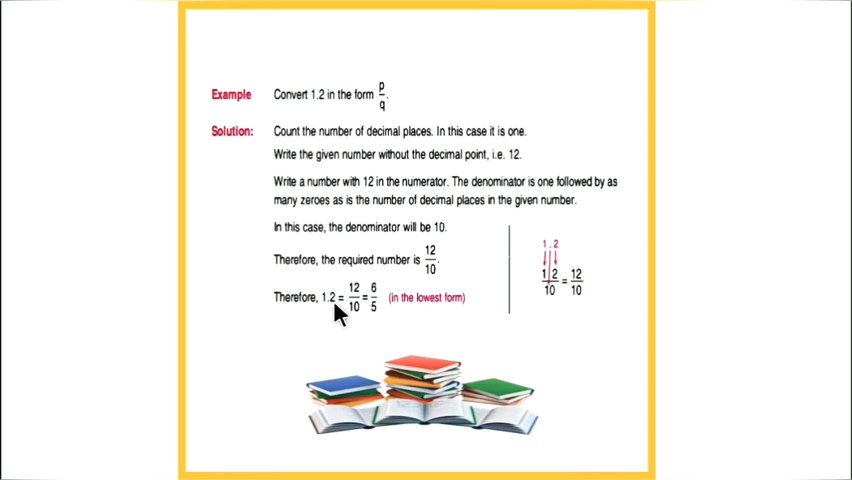 Example Convert 1.2 in the form p/q.
Solution: Count the number of decimal places. In this case it is one.
Write the given number without the decimal point, i.e. 12.
Write a number with 12 in the numerator. The denominator is one followed by as
many zeroes as is the number of decimal places in the given number.
In this case, the denominator will be 10.
Therefore, the required number is 12/10.
Therefore, 1.2 = 12/10 = 6/5 (in the lowest form)
1 . 2
1 2/10 = 12/10